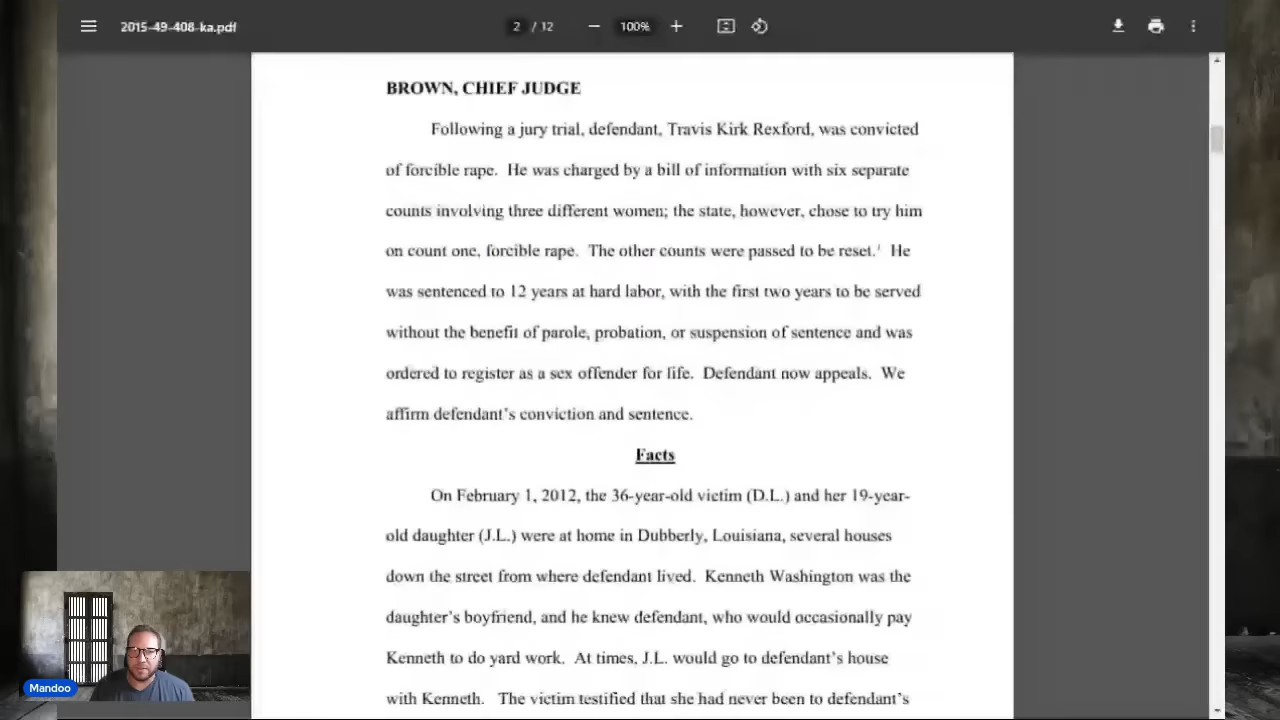 2015-49-408-ka.pdf
2 / 12
100%
BROWN, CHIEF JUDGE
Following a jury trial, defendant, Travis Kirk Rexford, was convicted
of forcible rape. He was charged by a bill of information with six separate
counts involving three different women; the state, however, chose to try him
on count one, forcible rape. The other counts were passed to be reset.¹ He
was sentenced to 12 years at hard labor, with the first two years to be served
without the benefit of parole, probation, or suspension of sentence and was
ordered to register as a sex offender for life. Defendant now appeals. We
affirm defendant's conviction and sentence.
Facts
On February 1, 2012, the 36-year-old victim (D.L.) and her 19-year-
old daughter (J.L.) were at home in Dubberly, Louisiana, several houses
down the street from where defendant lived. Kenneth Washington was the
daughter's boyfriend, and he knew defendant, who would occasionally pay
Kenneth to do yard work. At times, J.L. would go to defendant's house
with Kenneth. The victim testified that she had never been to defendant's
Mandoo